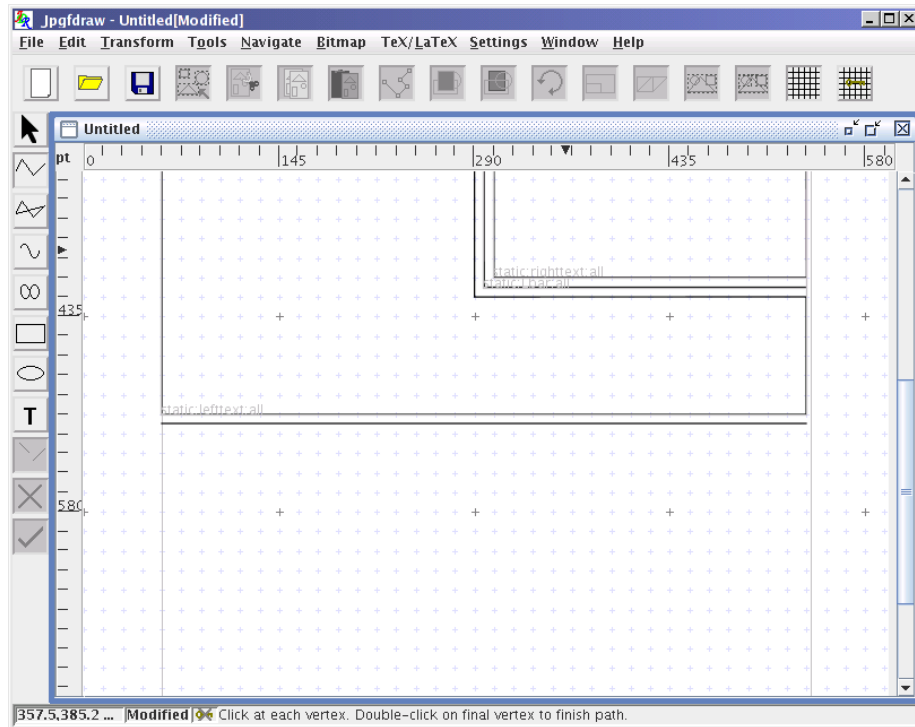 Jpgfdraw - Untitled[Modified]
File Edit Transform Tools Navigate Bitmap TeX/LaTeX Settings Window Help
Untitled
pt 0 145 290 435 580
static:righttext:all
static:Lbar:all
435
static:lefttext:all
T
580
357.5,385.2 ... Modified Click at each vertex. Double-click on final vertex to finish path.